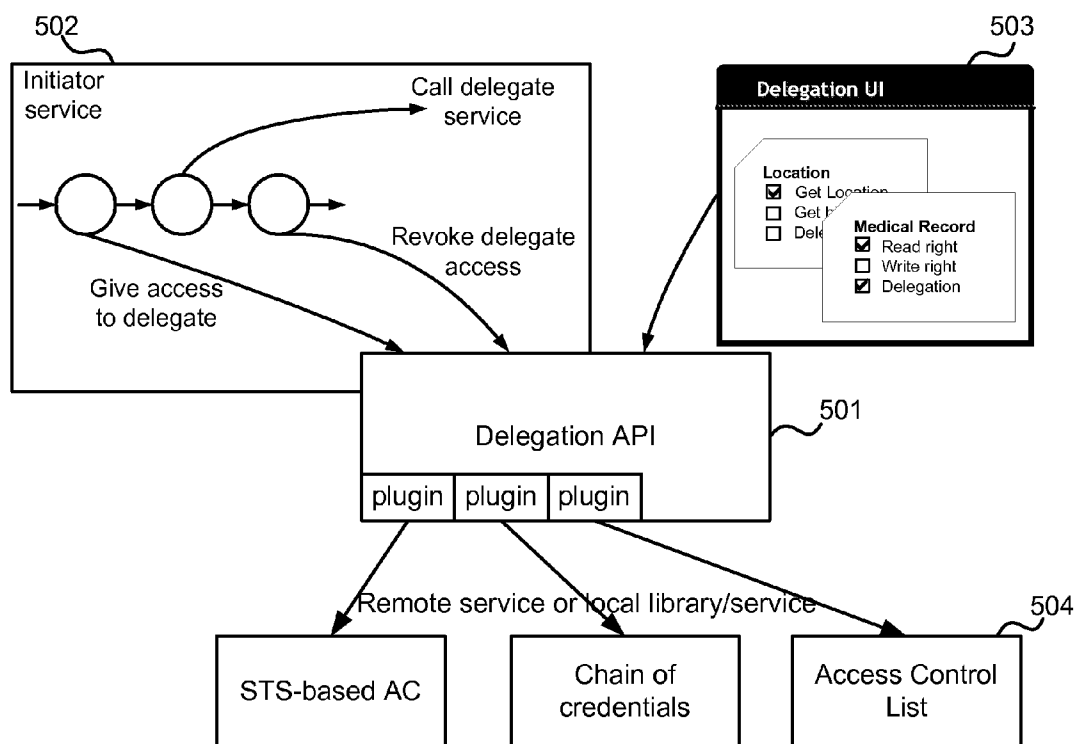 502
503
Initiator
service
Call delegate
service
Revoke delegate
access
Give access
to delegate
Delegation UI
Location
Get Location
Get
Dele
Medical Record
Read right
Write right
Delegation
501
Delegation API
plugin plugin plugin
Remote service or local library/service
504
STS-based AC
Chain of
credentials
Access Control
List